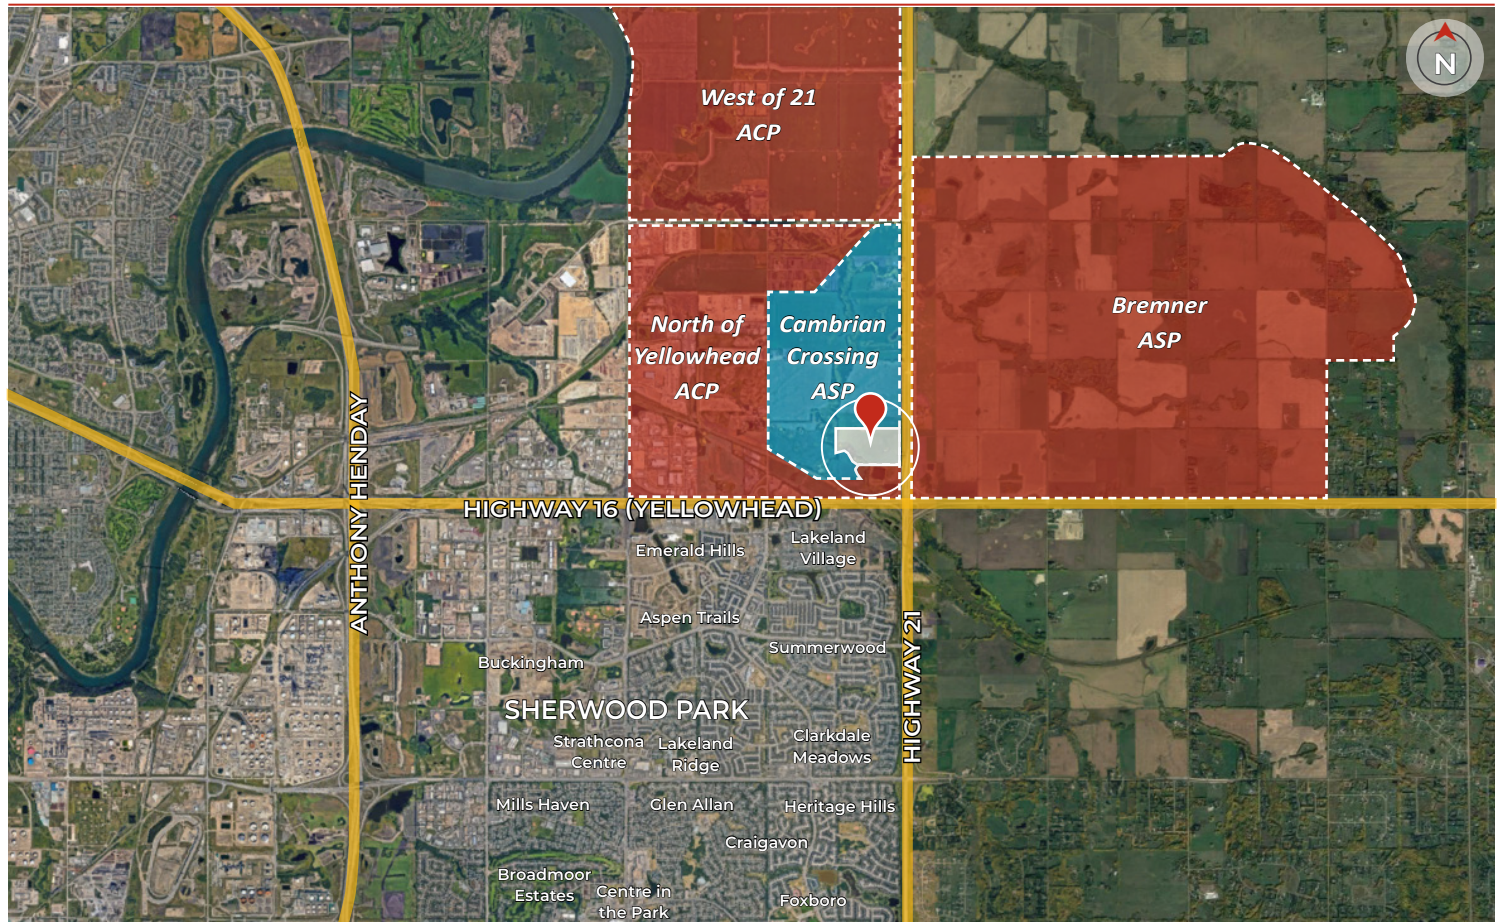 N
West of 21
ACP
Bremner
ASP
North of
Yellowhead
ACP
Cambrian
Crossing
ASP
ANTHONY HENDAY
HIGHWAY 16 (YELLOWHEAD)
HIGHWAY 21
Emerald Hills
Lakeland
Village
Aspen Trails
Summerwood
Buckingham
SHERWOOD PARK
Strathcona
Centre
Lakeland
Ridge
Clarkdale
Meadows
Mills Haven
Glen Allan
Heritage Hills
Craigavon
Broadmoor
Estates
Centre in
the Park
Foxboro